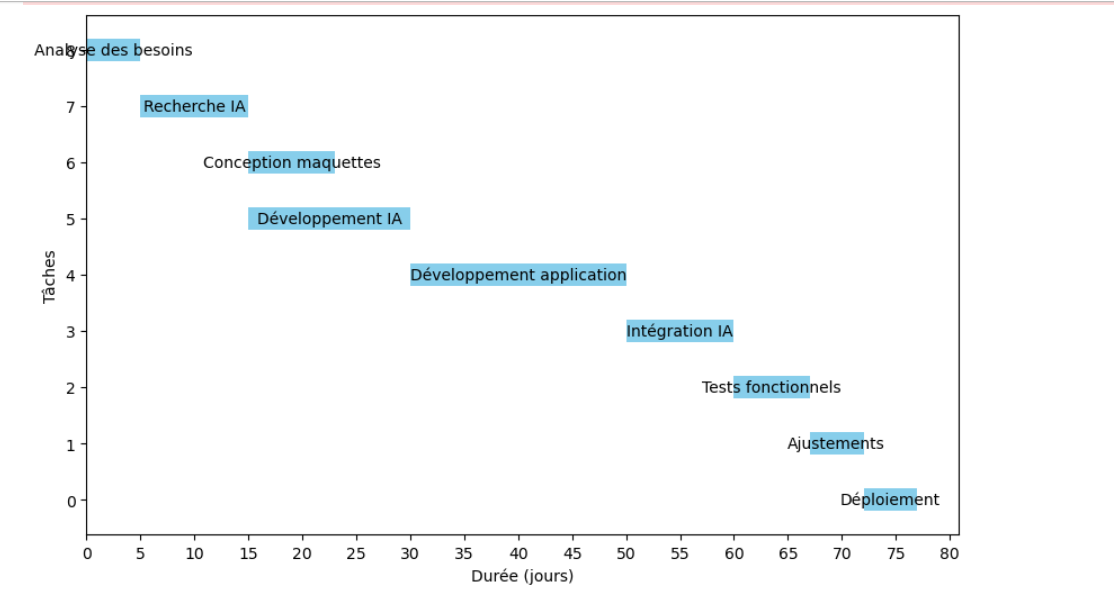 8
Analyse des besoins
7
Recherche IA
6
Conception maquettes
5
Développement IA
4
Développement application
3
Intégration IA
2
Tests fonctionnels
1
Ajustements
0
Déploiement
Tâches
0 5 10 15 20 25 30 35 40 45 50 55 60 65 70 75 80
Durée (jours)